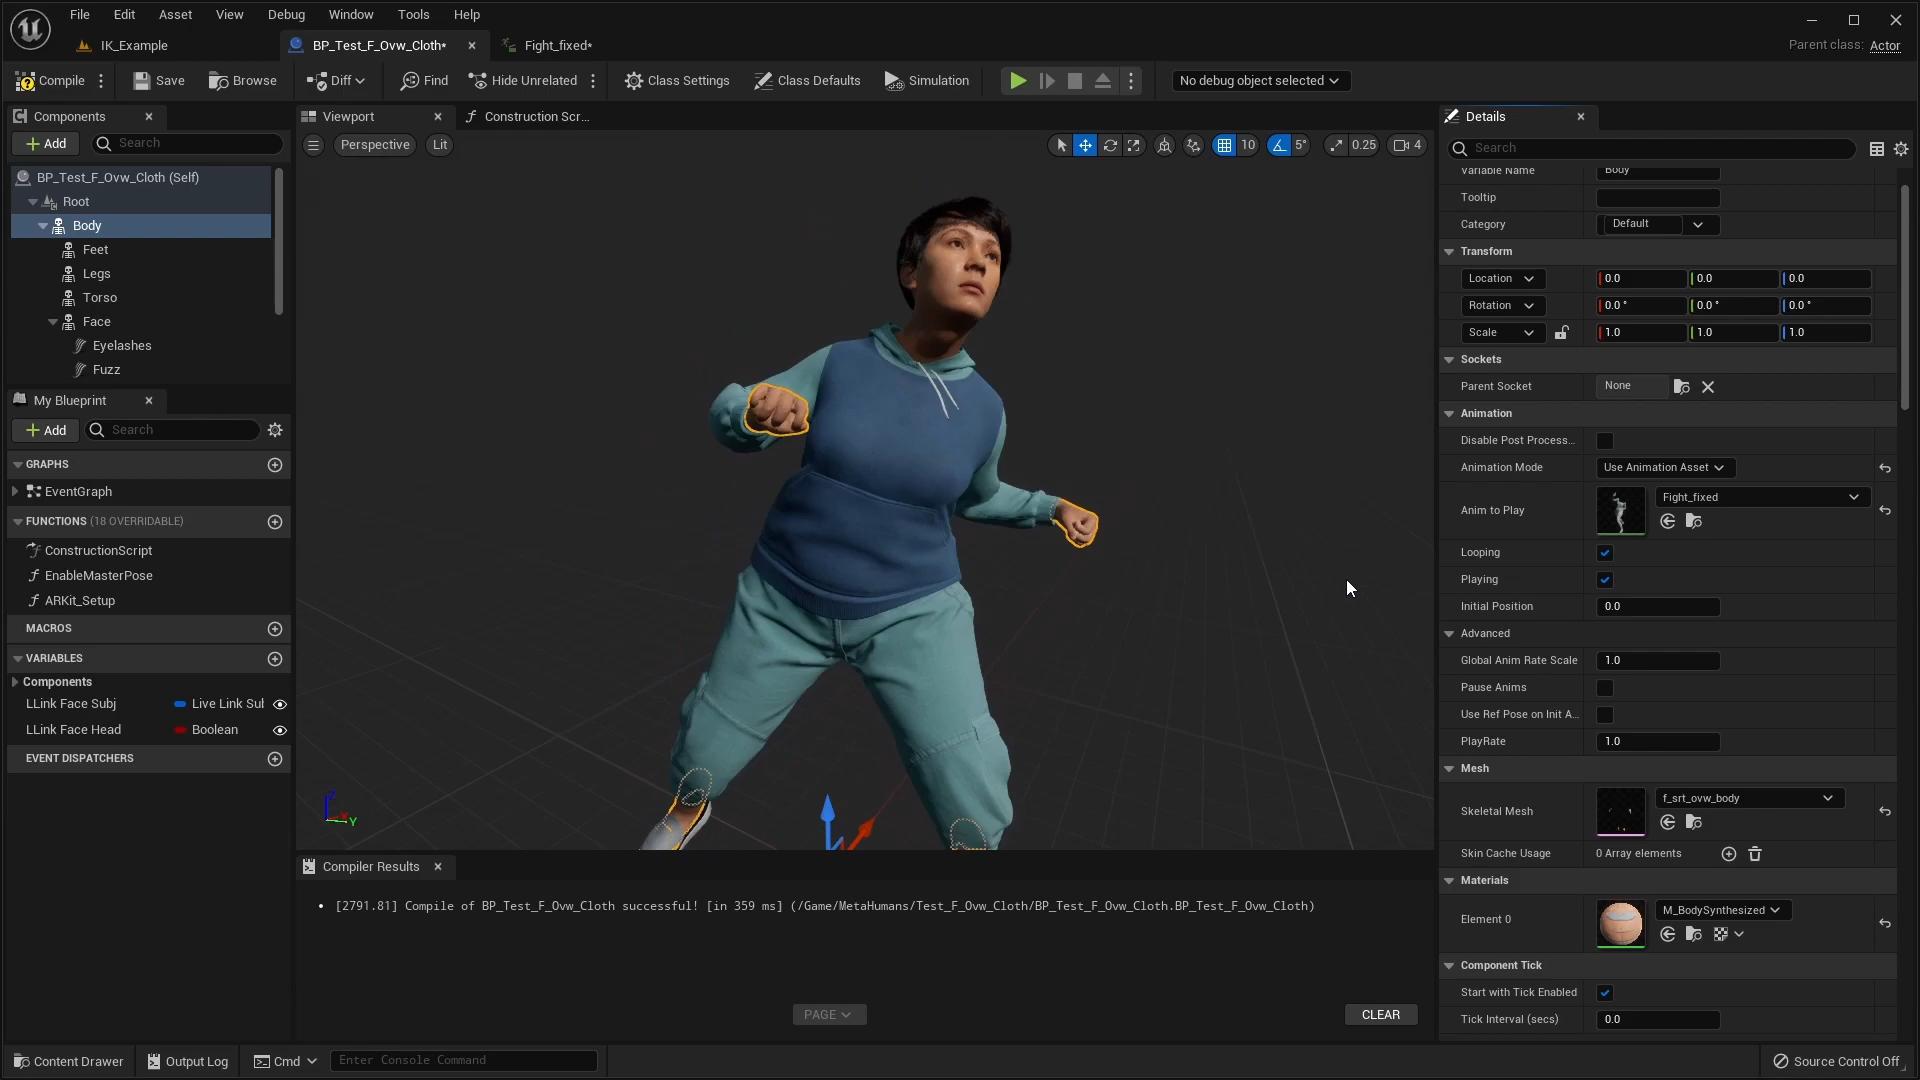 File Edit Asset View Debug Window Tools Help
IK_Example
BP_Test_F_Ovw_Cloth*
Fight_fixed*
Parent class: Actor
Compile
Save
Browse
Diff
Find
Hide Unrelated
Class Settings
Class Defaults
Simulation
No debug object selected
Components
Add
Search
BP_Test_F_Ovw_Cloth (Self)
Root
Body
Feet
Legs
Torso
Face
Eyelashes
Fuzz
My Blueprint
Add
Search
GRAPHS
EventGraph
FUNCTIONS (18 OVERRIDABLE)
ConstructionScript
EnableMasterPose
ARKit_Setup
MACROS
VARIABLES
Components
LLink Face Subj Live Link Sul
LLink Face Head Boolean
EVENT DISPATCHERS
Viewport
Construction Scr...
Perspective
Lit
10
5°
0.25
4
Z
Y
Compiler Results
• [2791.81] Compile of BP_Test_F_Ovw_Cloth successful! [in 359 ms] (/Game/MetaHumans/Test_F_Ovw_Cloth/BP_Test_F_Ovw_Cloth.BP_Test_F_Ovw_Cloth)
PAGE
CLEAR
Details
Search
Variable Name Body
Tooltip
Category Default
Transform
Location 0.0 0.0 0.0
Rotation 0.0 ° 0.0 ° 0.0 °
Scale 1.0 1.0 1.0
Sockets
Parent Socket None
Animation
Disable Post Process...
Animation Mode Use Animation Asset
Anim to Play Fight_fixed
Looping
Playing
Initial Position 0.0
Advanced
Global Anim Rate Scale 1.0
Pause Anims
Use Ref Pose on Init A...
PlayRate 1.0
Mesh
Skeletal Mesh f_srt_ovw_body
Skin Cache Usage 0 Array elements
Materials
Element 0 M_BodySynthesized
Component Tick
Start with Tick Enabled
Tick Interval (secs) 0.0
Content Drawer
Output Log
Cmd
Enter Console Command
Source Control Off